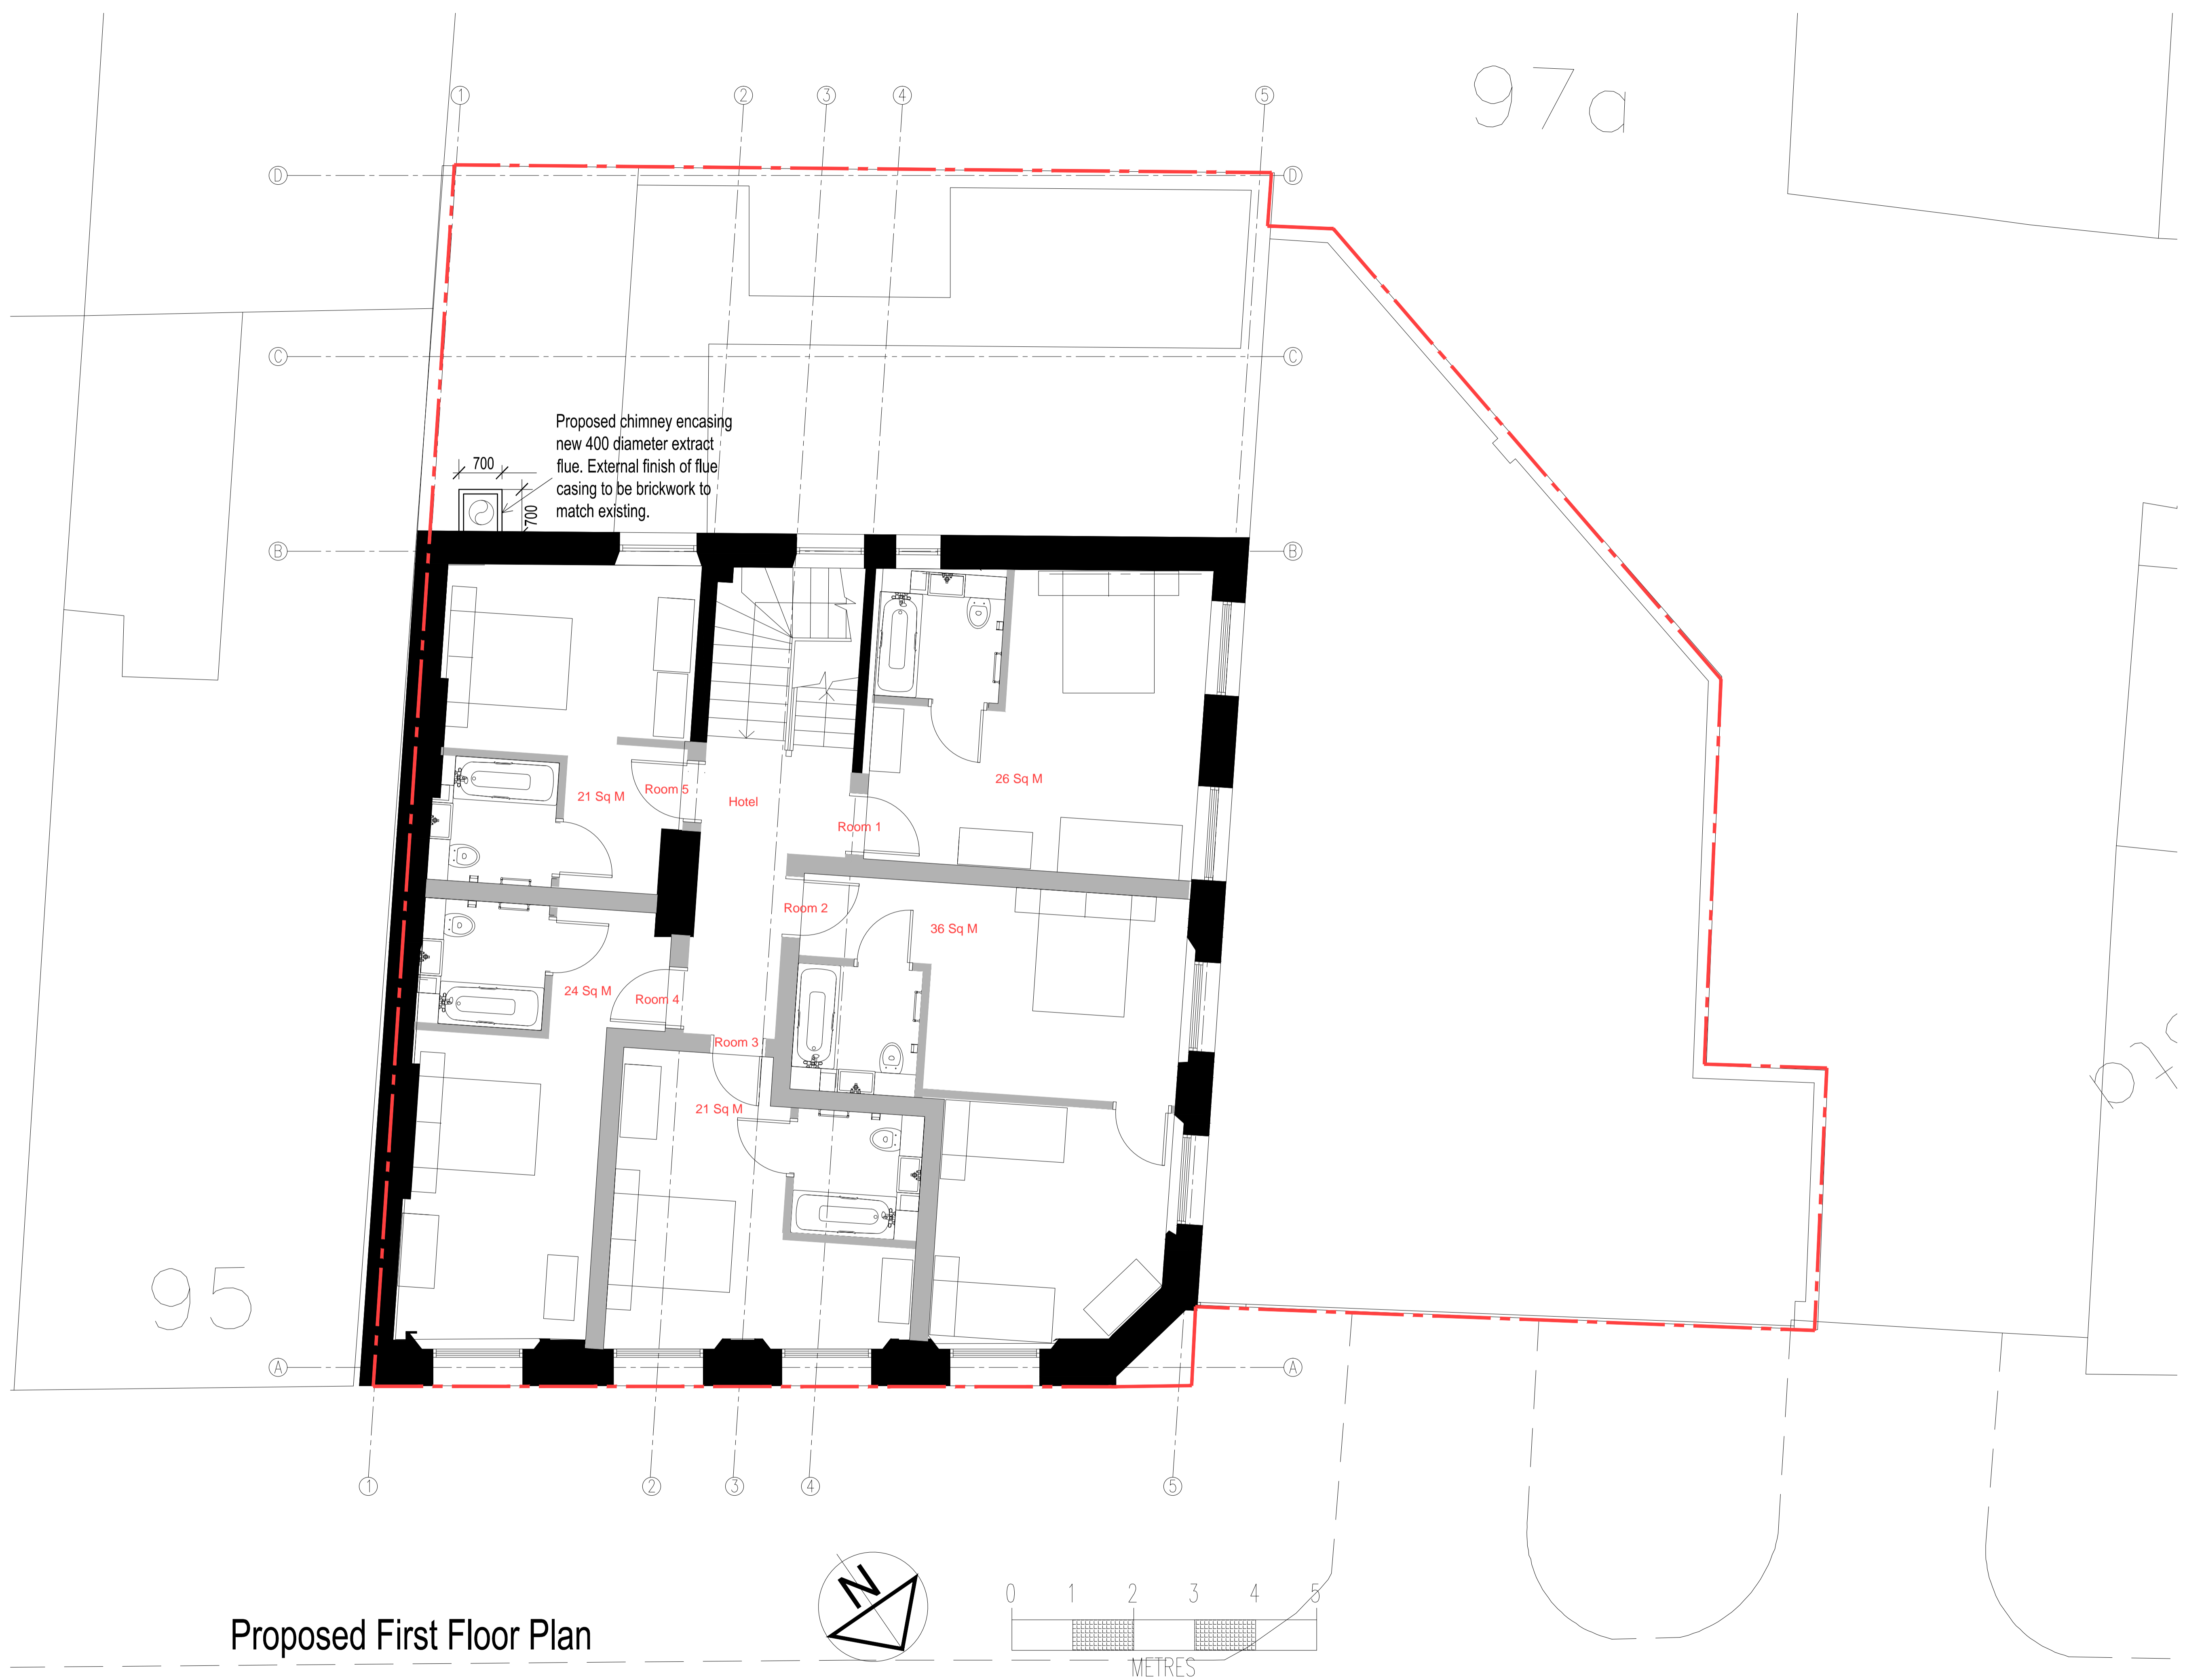 97a
1
2
3
4
5
D
D
C
C
Proposed chimney encasing
new 400 diameter extract
flue. External finish of flue
casing to be brickwork to
match existing.
700
700
B
B
26 Sq M
21 Sq M
Room 5
Hotel
Room 1
Room 2
36 Sq M
24 Sq M
Room 4
Room 3
21 Sq M
95
A
A
1
2
3
4
5
N
0 1 2 3 4 5
METRES
Proposed First Floor Plan